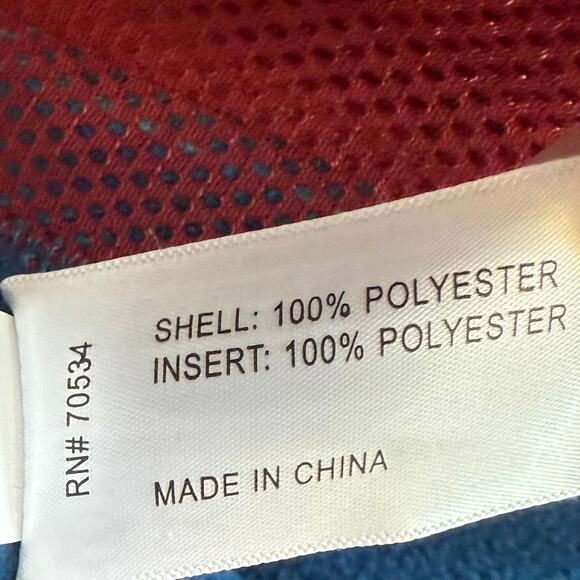 SHELL: 100% POLYESTER
INSERT: 100% POLYESTER
MADE IN CHINA
RN# 70534